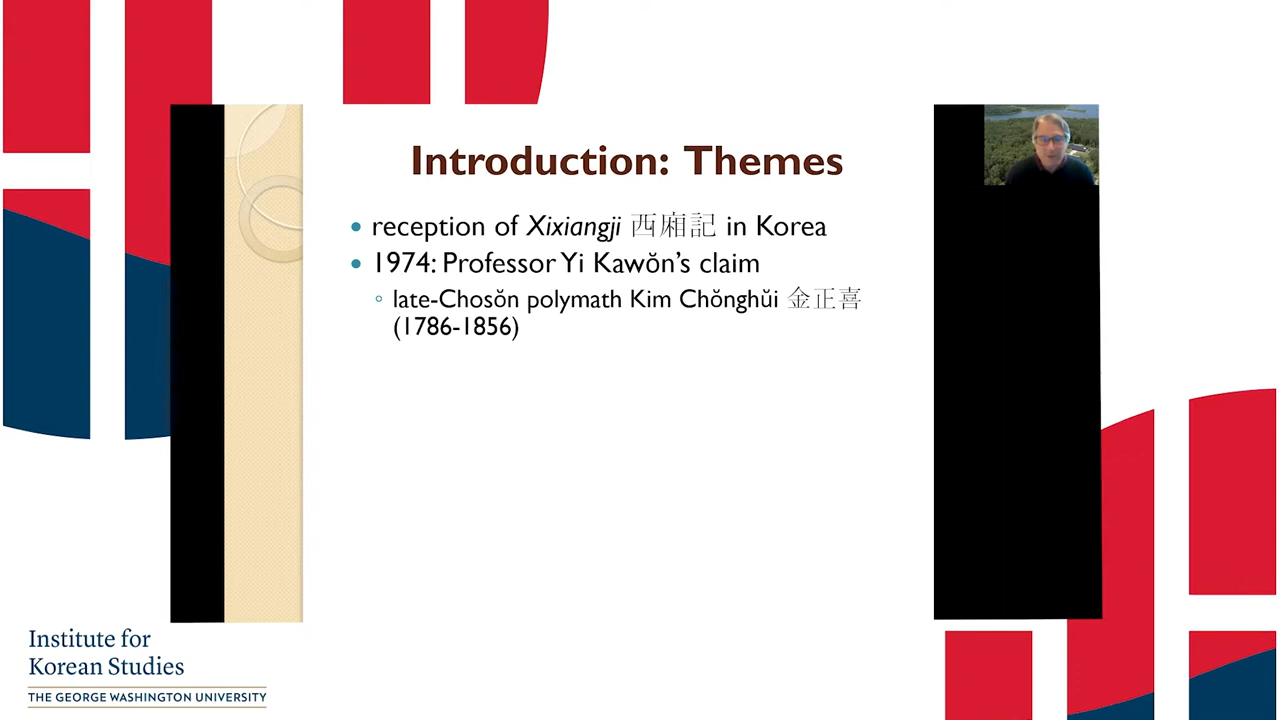 Introduction: Themes
• reception of Xixiangji 西廂記 in Korea
• 1974: Professor Yi Kawŏn’s claim
◦ late-Chosŏn polymath Kim Chŏnghŭi 金正喜
(1786-1856)
Institute for
Korean Studies
THE GEORGE WASHINGTON UNIVERSITY